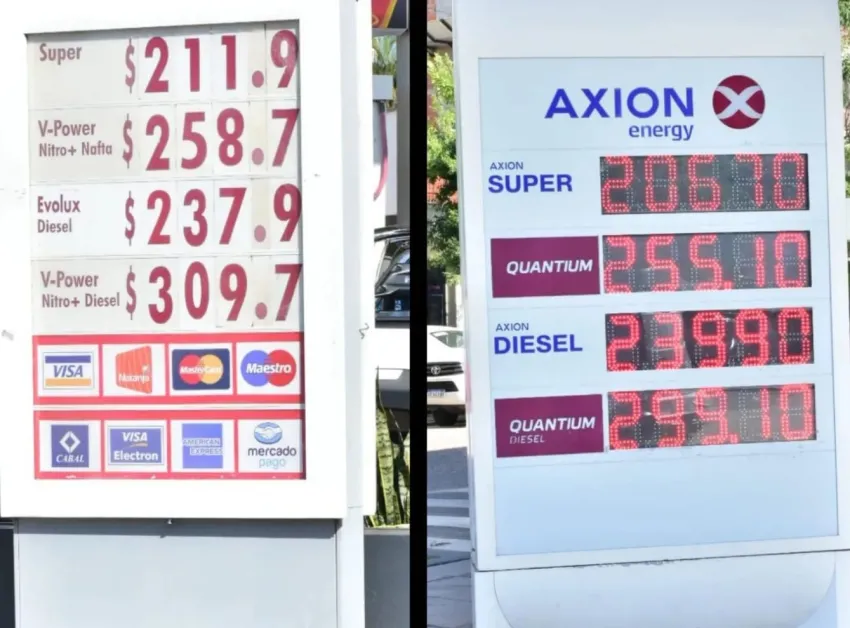 Super $211.9
V-Power $258.7
Nitro+ Nafta
Evolux $237.9
Diesel
V-Power $309.7
Nitro+ Diesel
VISA Naranja MasterCard Maestro
CABAL VISA Electron AMERICAN EXPRESS mercado pago
AXION
energy
AXION
SUPER 206.70
QUANTIUM 255.10
AXION
DIESEL 239.90
QUANTIUM 299.10
DIESEL